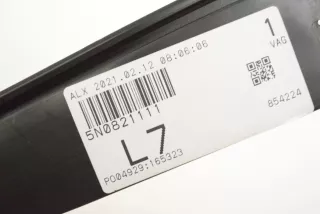 ALX 2021.02.12 08:06:06
1
VAG
5N0821111
L7
854224
P004929:165323